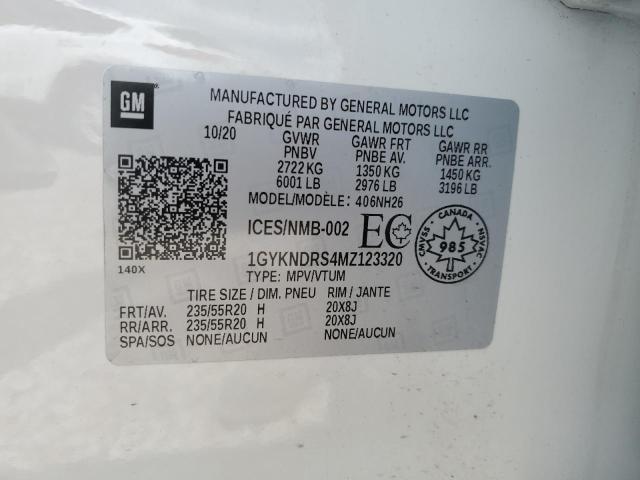 GM
MANUFACTURED BY GENERAL MOTORS LLC
FABRIQUÉ PAR GENERAL MOTORS LLC
10/20 GVWR GAWR FRT GAWR RR
PNBV PNBE AV. PNBE ARR.
2722 KG 1350 KG 1450 KG
6001 LB 2976 LB 3196 LB
MODEL/MODÈLE: 406NH26
ICES/NMB-002 EC
CANADA
CMVSS 985 NSVAC
TRANSPORT
1GYKNDRS4MZ123320
140X
TYPE: MPV/VTUM
TIRE SIZE / DIM. PNEU RIM / JANTE
FRT/AV. 235/55R20 H 20X8J
RR/ARR. 235/55R20 H 20X8J
SPA/SOS NONE/AUCUN NONE/AUCUN